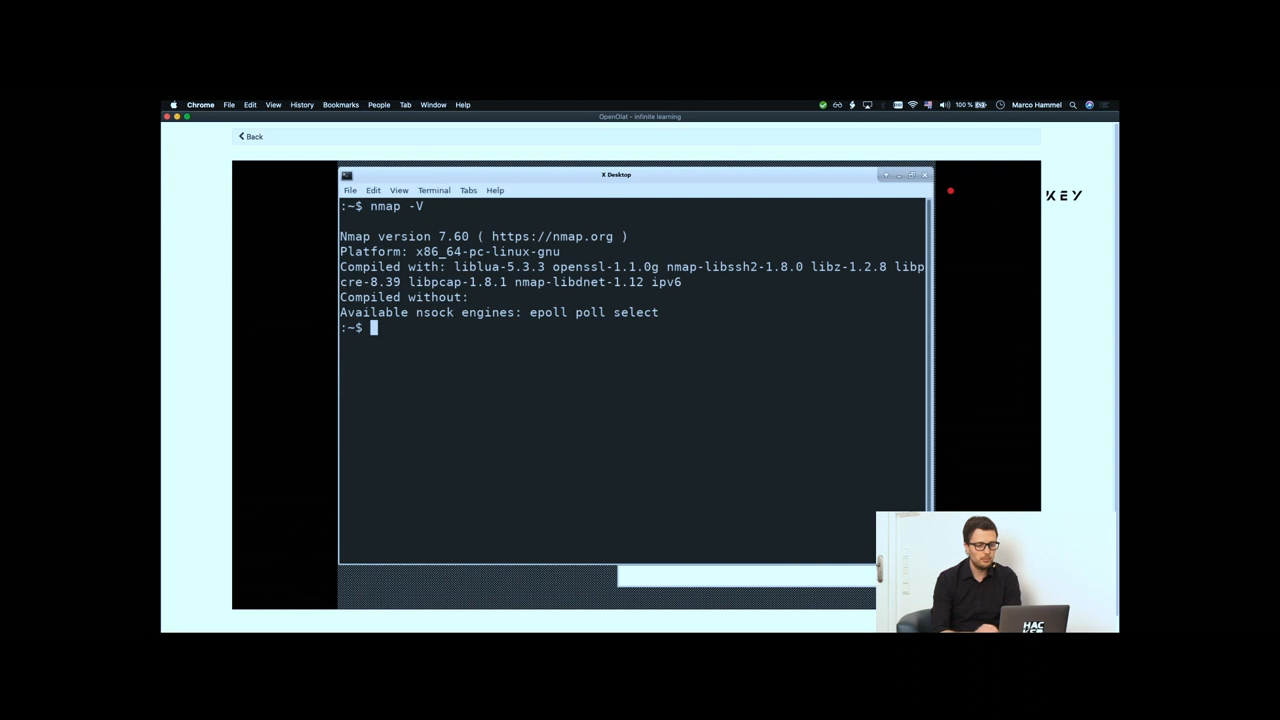 Chrome File Edit View History Bookmarks People Tab Window Help 100 % Marco Hammel
OpenOlat - infinite learning
Back
X Desktop
KEY
File Edit View Terminal Tabs Help
:~$ nmap -V
Nmap version 7.60 ( https://nmap.org )
Platform: x86_64-pc-linux-gnu
Compiled with: liblua-5.3.3 openssl-1.1.0g nmap-libssh2-1.8.0 libz-1.2.8 libp
cre-8.39 libpcap-1.8.1 nmap-libdnet-1.12 ipv6
Compiled without:
Available nsock engines: epoll poll select
:~$
HAC
KER